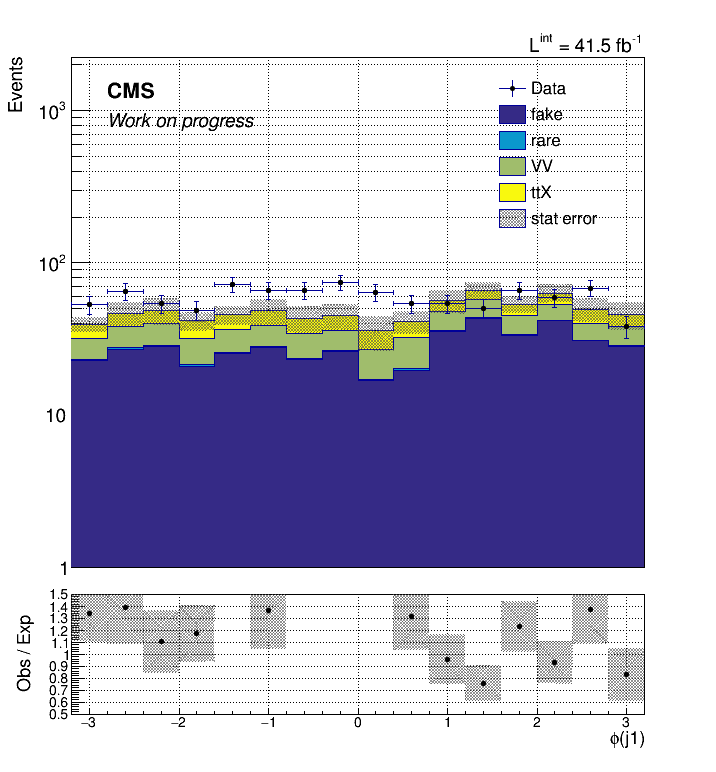 L^int = 41.5 fb^-1
Events
CMS
Work on progress
Data
fake
rare
VV
ttX
stat error
10^3
10^2
10
1
Obs / Exp
1.5
1.4
1.3
1.2
1.1
1
0.9
0.8
0.7
0.6
0.5
−3 −2 −1 0 1 2 3
ϕ(j1)